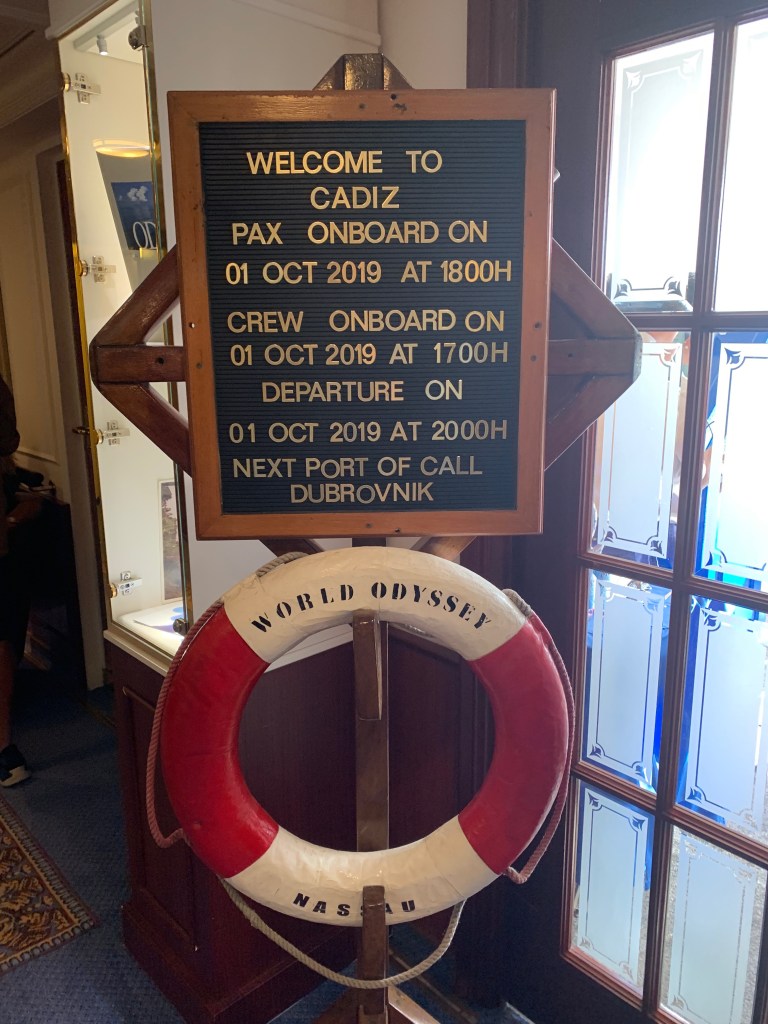 WELCOME TO
CADIZ
PAX ONBOARD ON
01 OCT 2019 AT 1800H
CREW ONBOARD ON
01 OCT 2019 AT 1700H
DEPARTURE ON
01 OCT 2019 AT 2000H
NEXT PORT OF CALL
DUBROVNIK
WORLD ODYSSEY